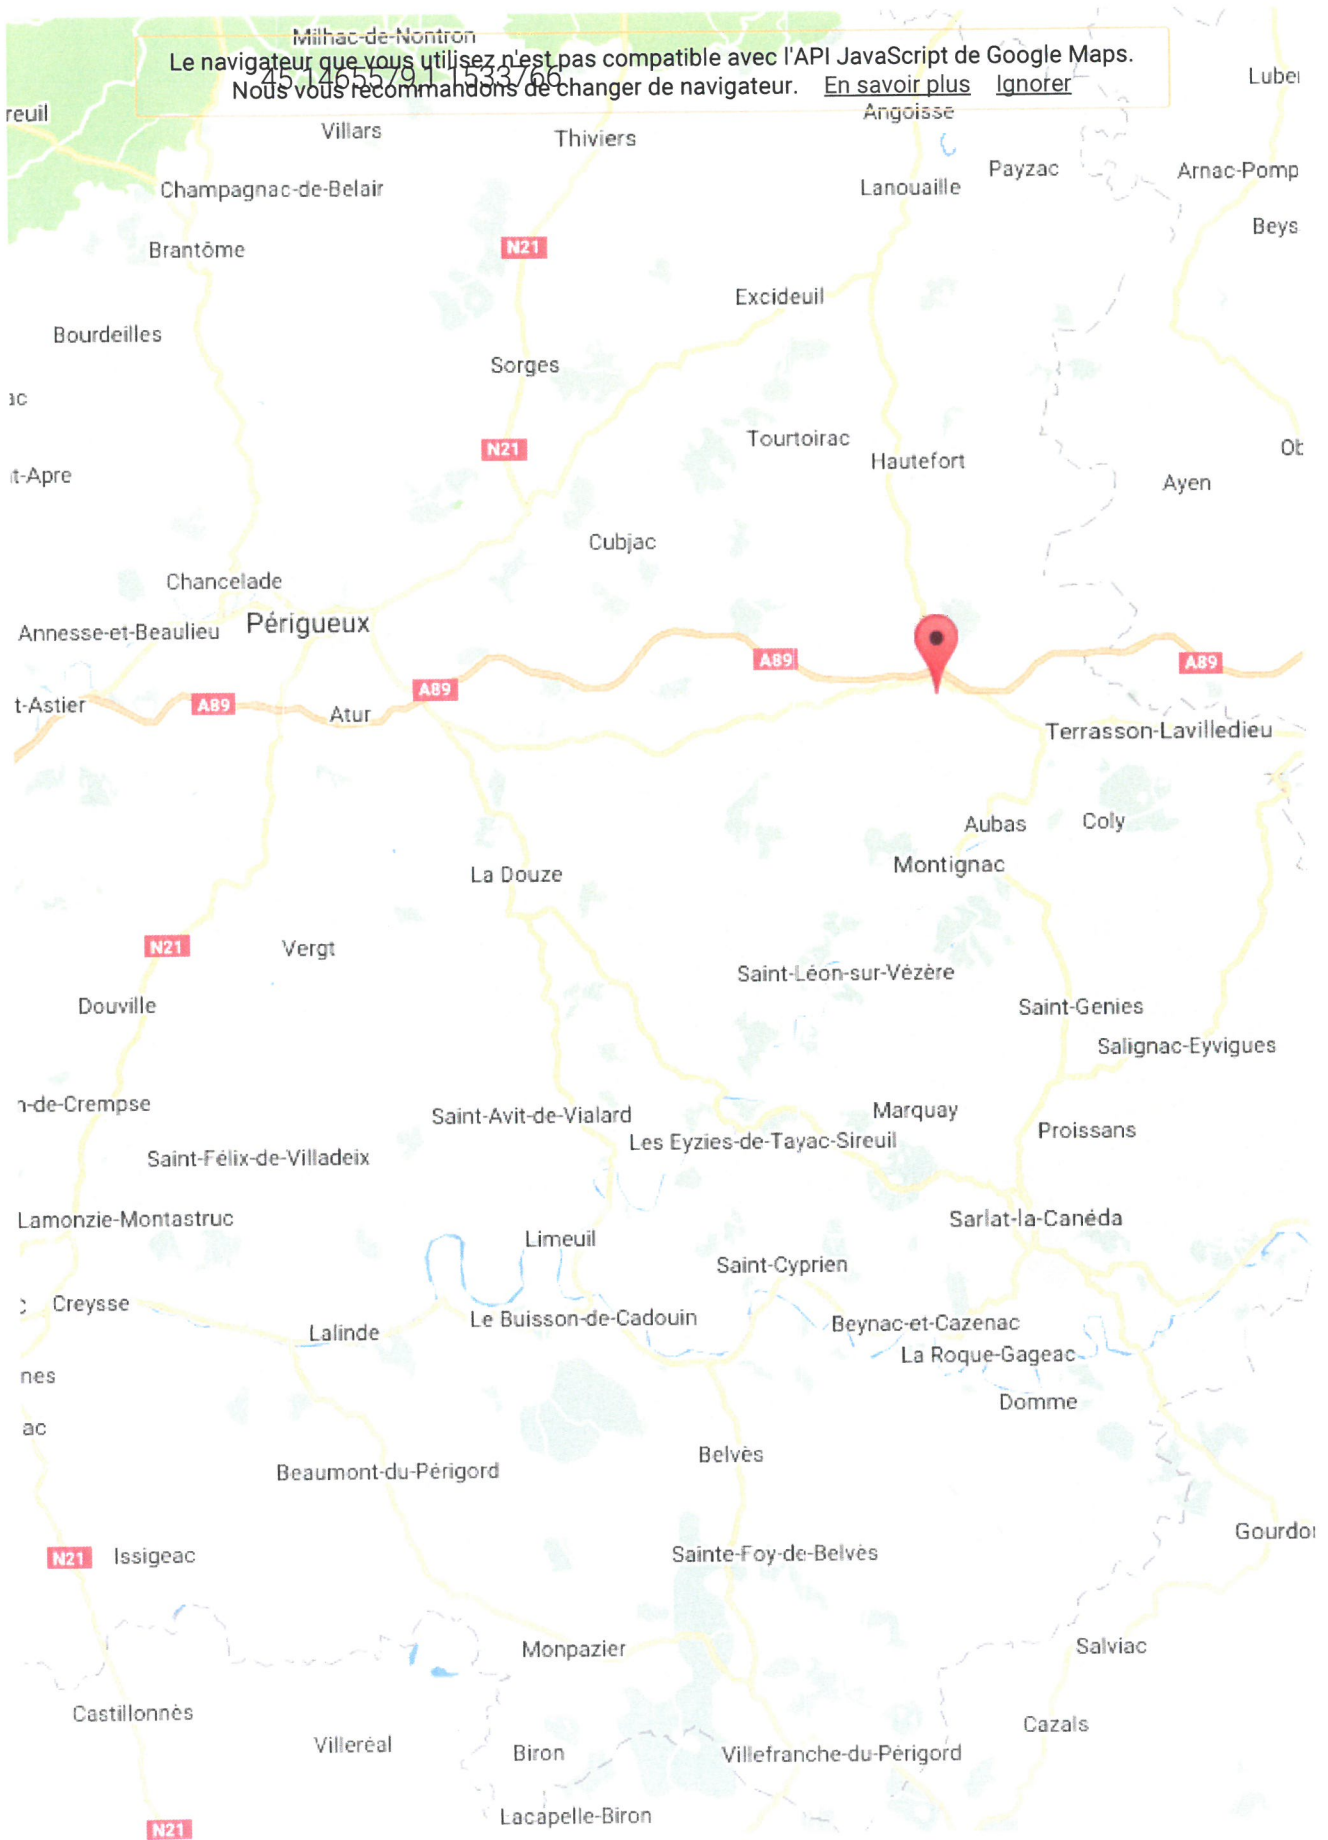 Milhac-de-Nontron
Le navigateur que vous utilisez n'est pas compatible avec l'API JavaScript de Google Maps.
45.1465579,1.1533766
Nous vous recommandons de changer de navigateur. En savoir plus Ignorer
Luber
reuil
Angoisse
Villars
Thiviers
Payzac
Arnac-Pomp
Champagnac-de-Belair
Lanouaille
Beys
Brantôme
N21
Excideuil
Bourdeilles
Sorges
ac
Tourtoirac
N21
Hautefort
Ob
it-Apre
Ayen
Cubjac
Chancelade
Périgueux
Annesse-et-Beaulieu
A89
A89
A89
t-Astier
A89
Atur
Terrasson-Lavilledieu
Aubas
Coly
Montignac
La Douze
N21
Vergt
Saint-Léon-sur-Vézère
Douville
Saint-Genies
Salignac-Eyvigues
n-de-Crempse
Saint-Avit-de-Vialard
Marquay
Les Eyzies-de-Tayac-Sireuil
Proissans
Saint-Félix-de-Villadeix
Lamonzie-Montastruc
Sarlat-la-Canéda
Limeuil
Saint-Cyprien
Creysse
Le Buisson-de-Cadouin
Beynac-et-Cazenac
Lalinde
La Roque-Gageac
nes
Domme
ac
Belvès
Beaumont-du-Périgord
Gourdon
N21
Issigeac
Sainte-Foy-de-Belvès
Monpazier
Salviac
Castillonnès
Cazals
Villeréal
Biron
Villefranche-du-Périgord
Lacapelle-Biron
N21